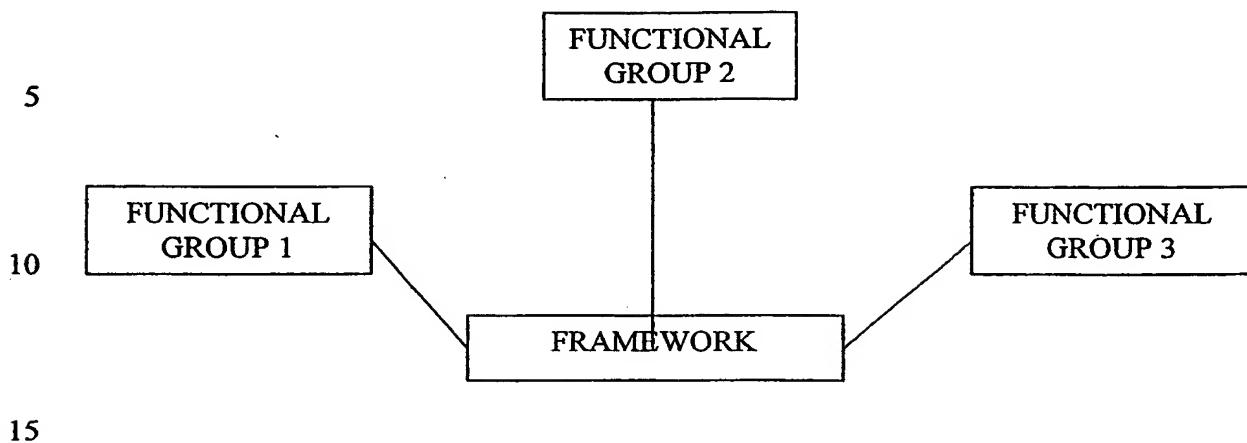 FUNCTIONAL
GROUP 2
5
FUNCTIONAL
GROUP 1
FUNCTIONAL
GROUP 3
10
FRAMEWORK
15